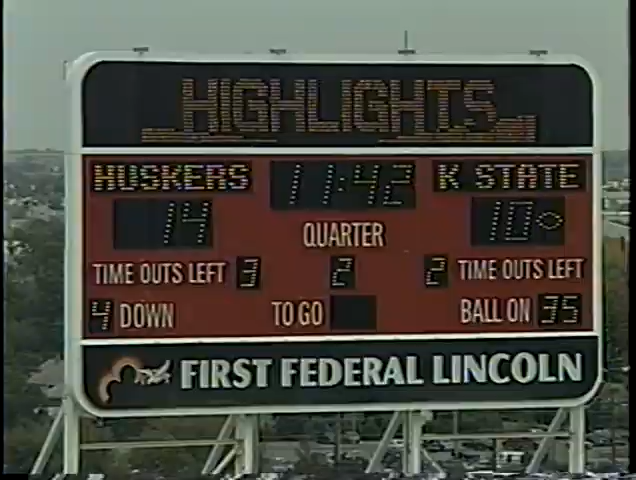 HIGHLIGHTS
HUSKERS 11:42 K STATE
14 QUARTER 10
TIME OUTS LEFT 3 2 2 TIME OUTS LEFT
4 DOWN TO GO BALL ON 35
FIRST FEDERAL LINCOLN